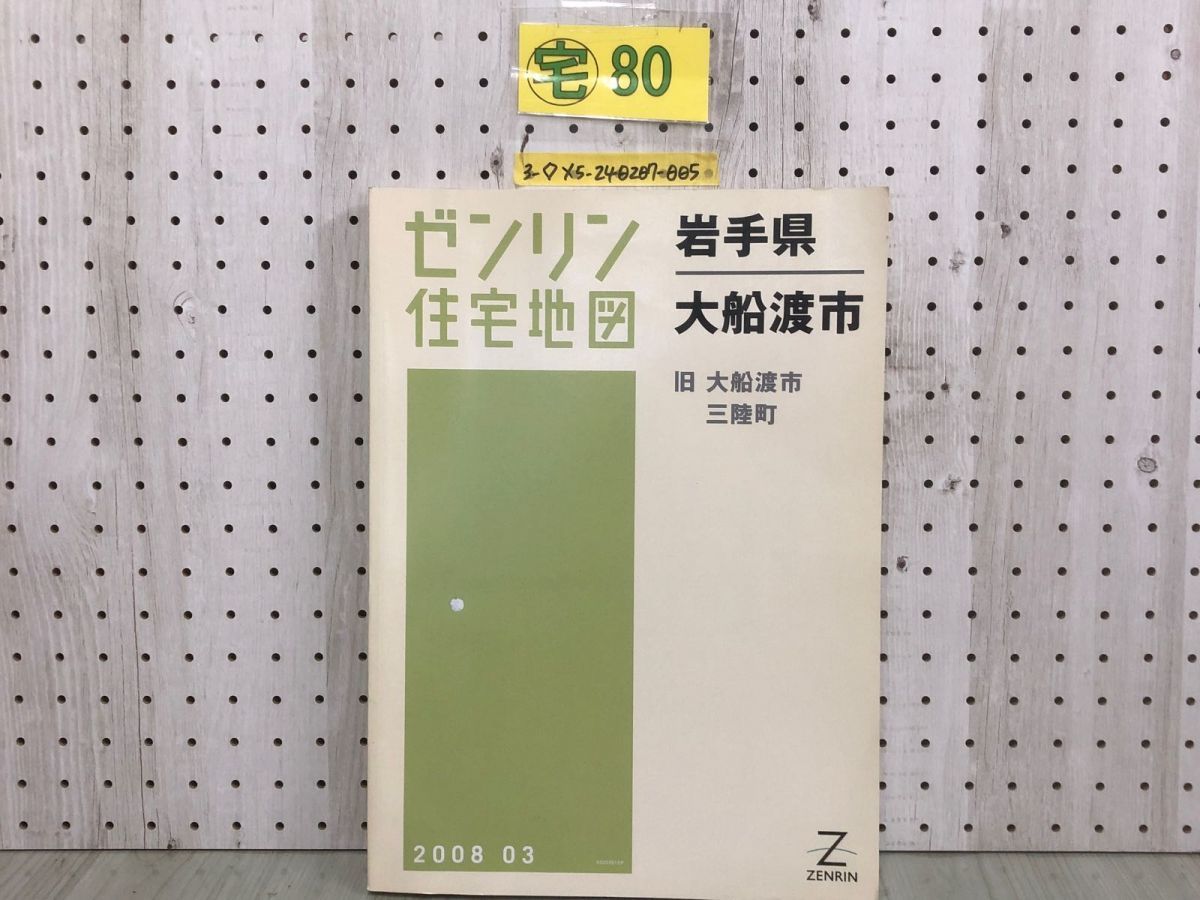 宅 80
3-◇X5-240207-005
ゼンリン
住宅地図
岩手県
大船渡市
旧 大船渡市
三陸町
2008 03
Z
ZENRIN